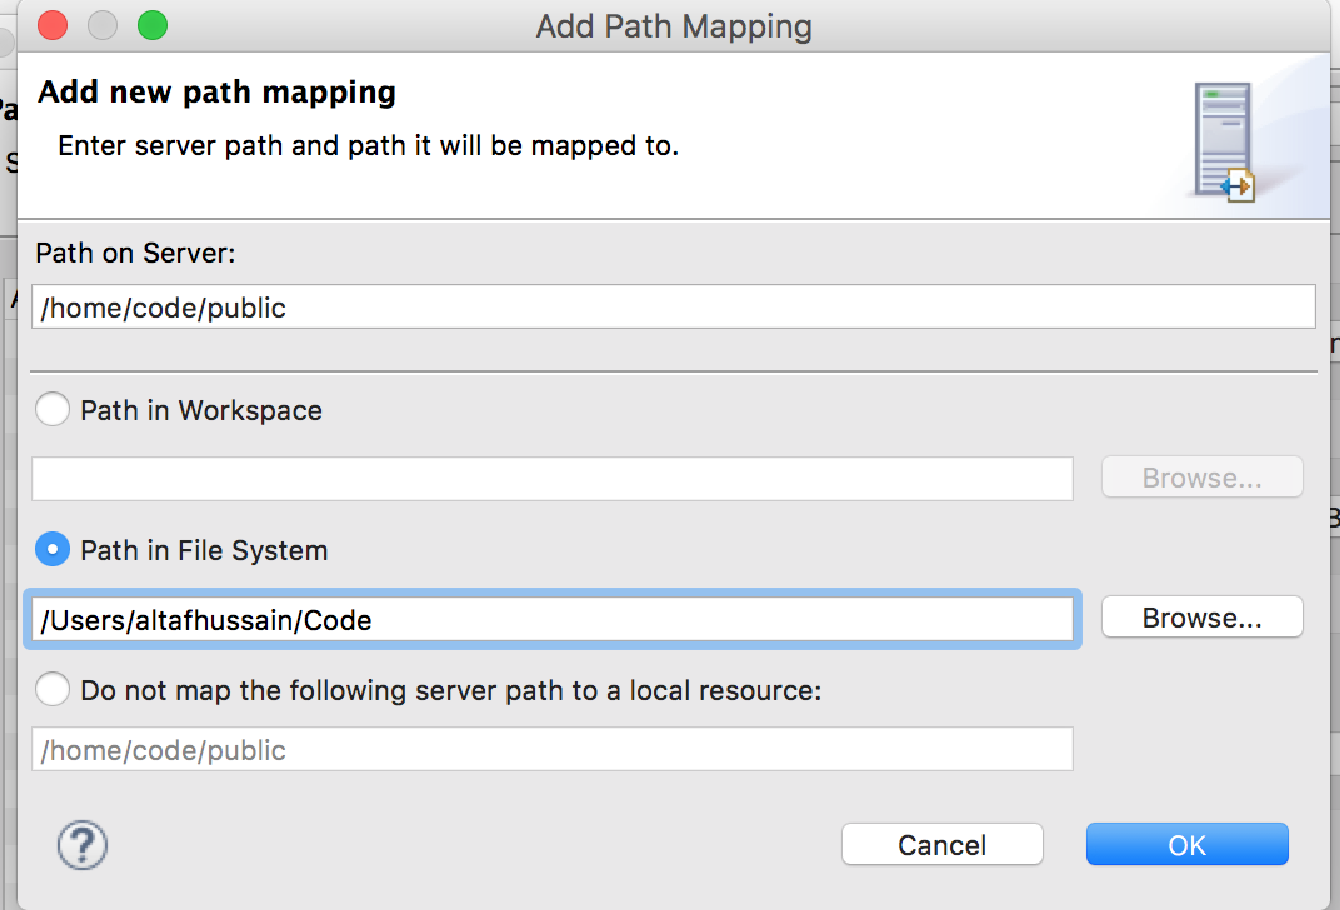 Add Path Mapping
Add new path mapping
Enter server path and path it will be mapped to.
Path on Server:
/home/code/public
Path in Workspace
Browse...
Path in File System
/Users/altafhussain/Code
Browse...
Do not map the following server path to a local resource:
/home/code/public
?
Cancel
OK